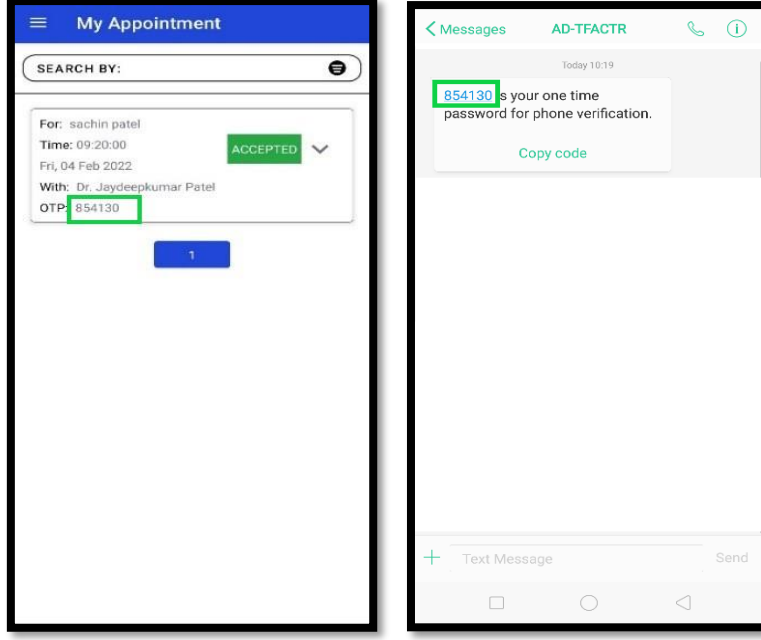 My Appointment
SEARCH BY:
For: sachin patel
Time: 09:20:00
ACCEPTED
Fri, 04 Feb 2022
With: Dr. Jaydeepkumar Patel
OTP: 854130
1
Messages
AD-TFACTR
Today 10:19
854130 is your one time
password for phone verification.
Copy code
Text Message
Send